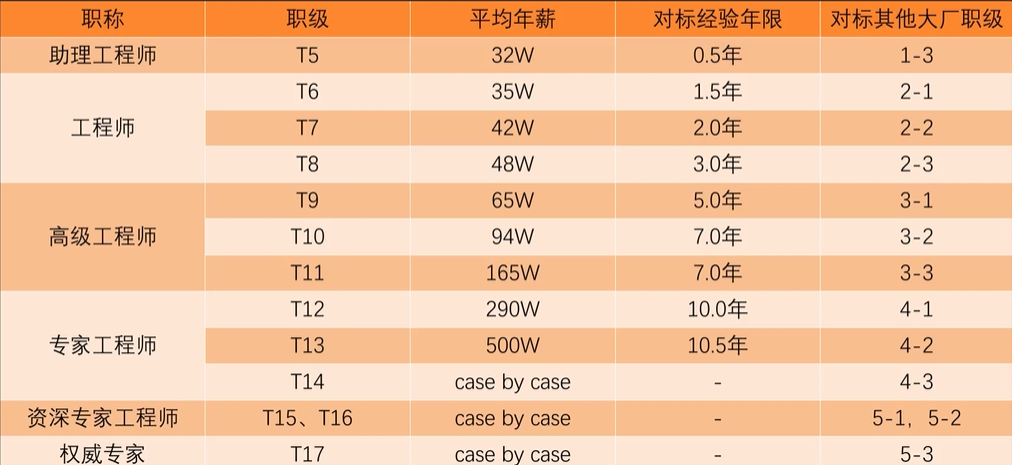 职称 职级 平均年薪 对标经验年限 对标其他大厂职级
助理工程师 T5 32W 0.5年 1-3
T6 35W 1.5年 2-1
工程师 T7 42W 2.0年 2-2
T8 48W 3.0年 2-3
T9 65W 5.0年 3-1
高级工程师 T10 94W 7.0年 3-2
T11 165W 7.0年 3-3
T12 290W 10.0年 4-1
专家工程师 T13 500W 10.5年 4-2
T14 case by case - 4-3
资深专家工程师 T15、T16 case by case - 5-1，5-2
权威专家 T17 case by case - 5-3